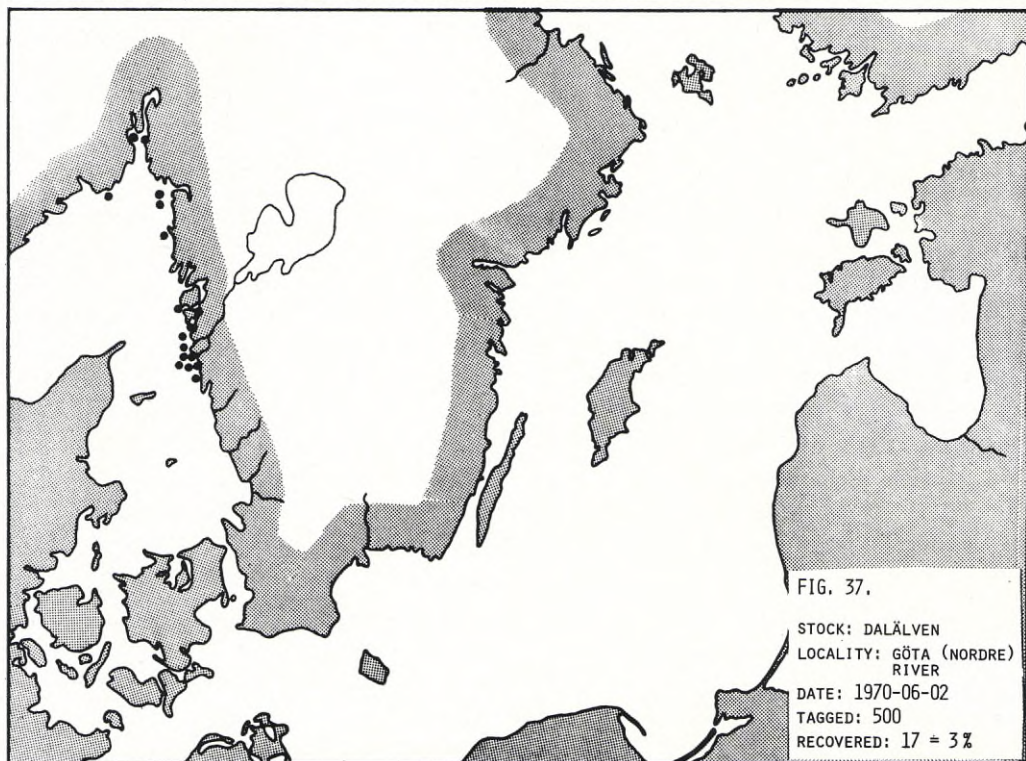 FIG. 37.
STOCK: DALÄLVEN
LOCALITY: GÖTA (NORDRE)
RIVER
DATE: 1970-06-02
TAGGED: 500
RECOVERED: 17 = 3%